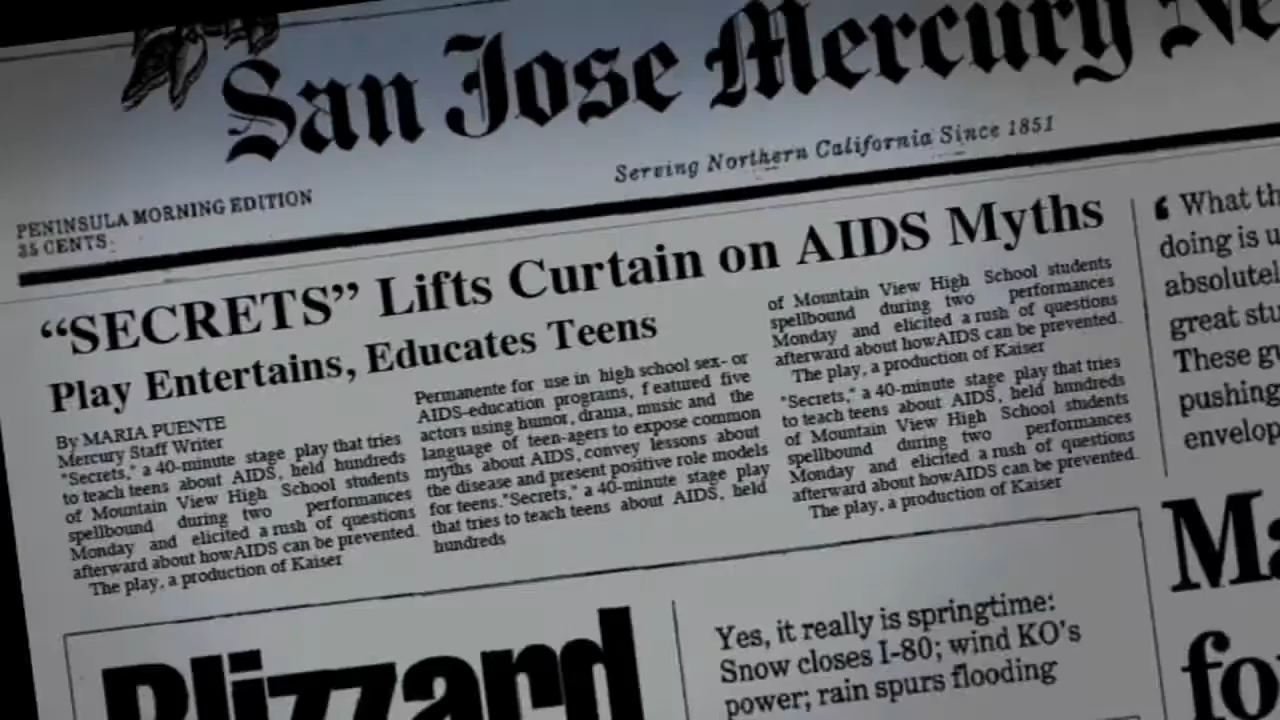 San Jose Mercury
Serving Northern California Since 1851
PENINSULA MORNING EDITION
35 CENTS
“SECRETS” Lifts Curtain on AIDS Myths
Play Entertains, Educates Teens
By MARIA PUENTE
Mercury Staff Writer
"Secrets," a 40-minute stage play that tries
to teach teens about AIDS, held hundreds
of Mountain View High School students
spellbound during two performances
Monday and elicited a rush of questions
afterward about howAIDS can be prevented.
The play, a production of Kaiser
Permanente for use in high school sex- or
AIDS-education programs, f eatured five
actors using humor, drama, music and the
language of teen-agers to expose common
myths about AIDS, convey lessons about
the disease and present positive role models
for teens."Secrets," a 40-minute stage play
that tries to teach teens about AIDS, held
hundreds
of Mountain View High School students
spellbound during two performances
Monday and elicited a rush of questions
afterward about howAIDS can be prevented.
The play, a production of Kaiser
"Secrets," a 40-minute stage play that tries
to teach teens about AIDS, held hundreds
of Mountain View High School students
spellbound during two performances
Monday and elicited a rush of questions
afterward about howAIDS can be prevented.
The play, a production of Kaiser
‘ What
doing is
great
These
pushing
Blizzard
Yes, it really is springtime:
Snow closes I-80; wind KO's
power; rain spurs flooding